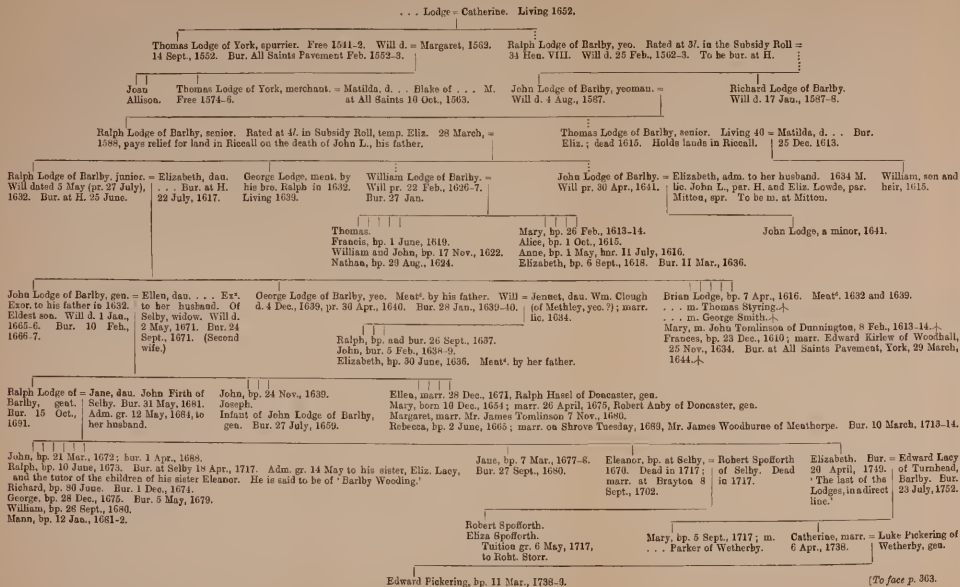 . . . Lodge = Catherine. Living 1652.
Thomas Lodge of York, spurrier. Free 1541-2. Will d. = Margaret, 1562.
14 Sept., 1552. Bur. All Saints Pavement Feb. 1552-3.
Ralph Lodge of Barlby, yeo. Rated at 3l. in the Subsidy Roll =
34 Hen. VIII. Will d. 25 Feb., 1562-3. To be bur. at H.
Joan
Allison.
Thomas Lodge of York, merchant. = Matilda, d. . . Blake of . . . M.
Free 1574-6. at All Saints 10 Oct., 1563.
John Lodge of Barlby, yeoman. =
Will d. 4 Aug., 1587.
Richard Lodge of Barlby.
Will d. 17 Jan., 1587-8.
Ralph Lodge of Barlby, senior. Rated at 4l. in Subsidy Roll, temp. Eliz. 28 March, =
1588, pays relief for land in Riccall on the death of John L., his father.
Thomas Lodge of Barlby, senior. Living 40 = Matilda, d. . . . Bur.
Eliz.; dead 1615. Holds lands in Riccall. 25 Dec. 1613.
Ralph Lodge of Barlby, junior. = Elizabeth, dau.
Will dated 5 May (pr. 27 July), . . . Bur. at H.
1632. Bur. at H. 25 June. 22 July, 1617.
George Lodge, ment. by
his bro. Ralph in 1632.
Living 1639.
William Lodge of Barlby. =
Will pr. 22 Feb., 1626-7.
Bur. 27 Jan.
John Lodge of Barlby. = Elizabeth, adm. to her husband. 1634 M.
Will pr. 30 Apr., 1641. lic. John L., par. H. and Eliz. Lowde, par.
Mitton, spr. To be m. at Mitton.
William, son and
heir, 1615.
Thomas.
Francis, bp. 1 June, 1619.
William and John, bp. 17 Nov., 1622.
Nathan, bp. 29 Aug., 1624.
Mary, bp. 26 Feb., 1613-14.
Alice, bp. 1 Oct., 1615.
Anne, bp. 1 May, bur. 11 July, 1616.
Elizabeth, bp. 6 Sept., 1618. Bur. 11 Mar., 1636.
John Lodge, a minor, 1641.
John Lodge of Barlby, gen. = Ellen, dau. . . . Exx.
Exor. to his father in 1632. to her husband. Of
Eldest son. Will d. 1 Jan., Selby, widow. Will d.
1665-6. Bur. 10 Feb., 2 May, 1671. Bur. 24
1666-7. Sept., 1671. (Second
wife.)
George Lodge of Barlby, yeo. Mentd. by his father. Will = Jennet, dau. Wm. Clough
d. 4 Dec., 1639, pr. 30 Apr., 1640. Bur. 28 Jan., 1639-40. (of Methley, yeo.?); marr.
lic. 1634.
Brian Lodge, bp. 7 Apr., 1616. Mentd. 1632 and 1639.
. . . m. Thomas Styring.
. . . m. George Smith.
Mary, m. John Tomlinson of Dunnington, 8 Feb., 1613-14.
Frances, bp. 23 Dec., 1610; marr. Edward Kirlew of Woodhall,
25 Nov., 1634. Bur. at All Saints Pavement, York, 29 March,
1644.
Ralph, bp. and bur. 26 Sept., 1637.
John, bur. 5 Feb., 1638-9.
Elizabeth, bp. 30 June, 1636. Mentd. by her father.
Ralph Lodge of = Jane, dau. John Firth of
Barlby, gent. Selby. Bur. 31 May, 1681.
Bur. 15 Oct., Adm. gr. 12 May, 1684, to
1691. her husband.
John, bp. 24 Nov., 1639.
Joseph.
Infant of John Lodge of Barlby,
gen. Bur. 27 July, 1659.
Ellen, marr. 28 Dec., 1671, Ralph Hasel of Doncaster, gen.
Mary, born 16 Dec., 1654; marr. 26 April, 1675, Robert Auby of Doncaster, gen.
Margaret, marr. Mr. James Tomlinson 7 Nov., 1680.
Rebecca, bp. 2 June, 1665; marr. on Shrove Tuesday, 1688, Mr. James Woodburne of Menthorpe. Bur. 10 March, 1713-14.
John, bp. 21 Mar., 1672; bur. 1 Apr., 1688.
Ralph, bp. 10 June, 1673. Bur. at Selby 18 Apr., 1717. Adm. gr. 14 May to his sister, Eliz. Lacy,
and the tutor of the children of his sister Eleanor. He is said to be of 'Barlby Wooding.'
Richard, bp. 30 June. Bur. 1 Dec., 1674.
George, bp. 28 Dec., 1675. Bur. 5 May, 1679.
William, bp. 26 Sept., 1680.
Mann, bp. 12 Jan., 1681-2.
Jane, bp. 7 Mar., 1677-8.
Bur. 27 Sept., 1680.
Eleanor, bp. at Selby, = Robert Spofforth
1670. Dead in 1717; of Selby. Dead
marr. at Brayton 8 in 1717.
Sept., 1702.
Elizabeth. Bur. = Edward Lacy
20 April, 1749. of Turnhead,
'The last of the Barlby. Bur.
Lodges, in a direct 23 July, 1752.
line.'
Robert Spofforth.
Eliza Spofforth.
Tuition gr. 6 May, 1717,
to Robt. Storr.
Mary, bp. 5 Sept., 1717; m.
. . . Parker of Wetherby.
Catherine, marr. = Luke Pickering of
6 Apr., 1738. Wetherby, gen.
Edward Pickering, bp. 11 Mar., 1738-9.
[To face p. 363.